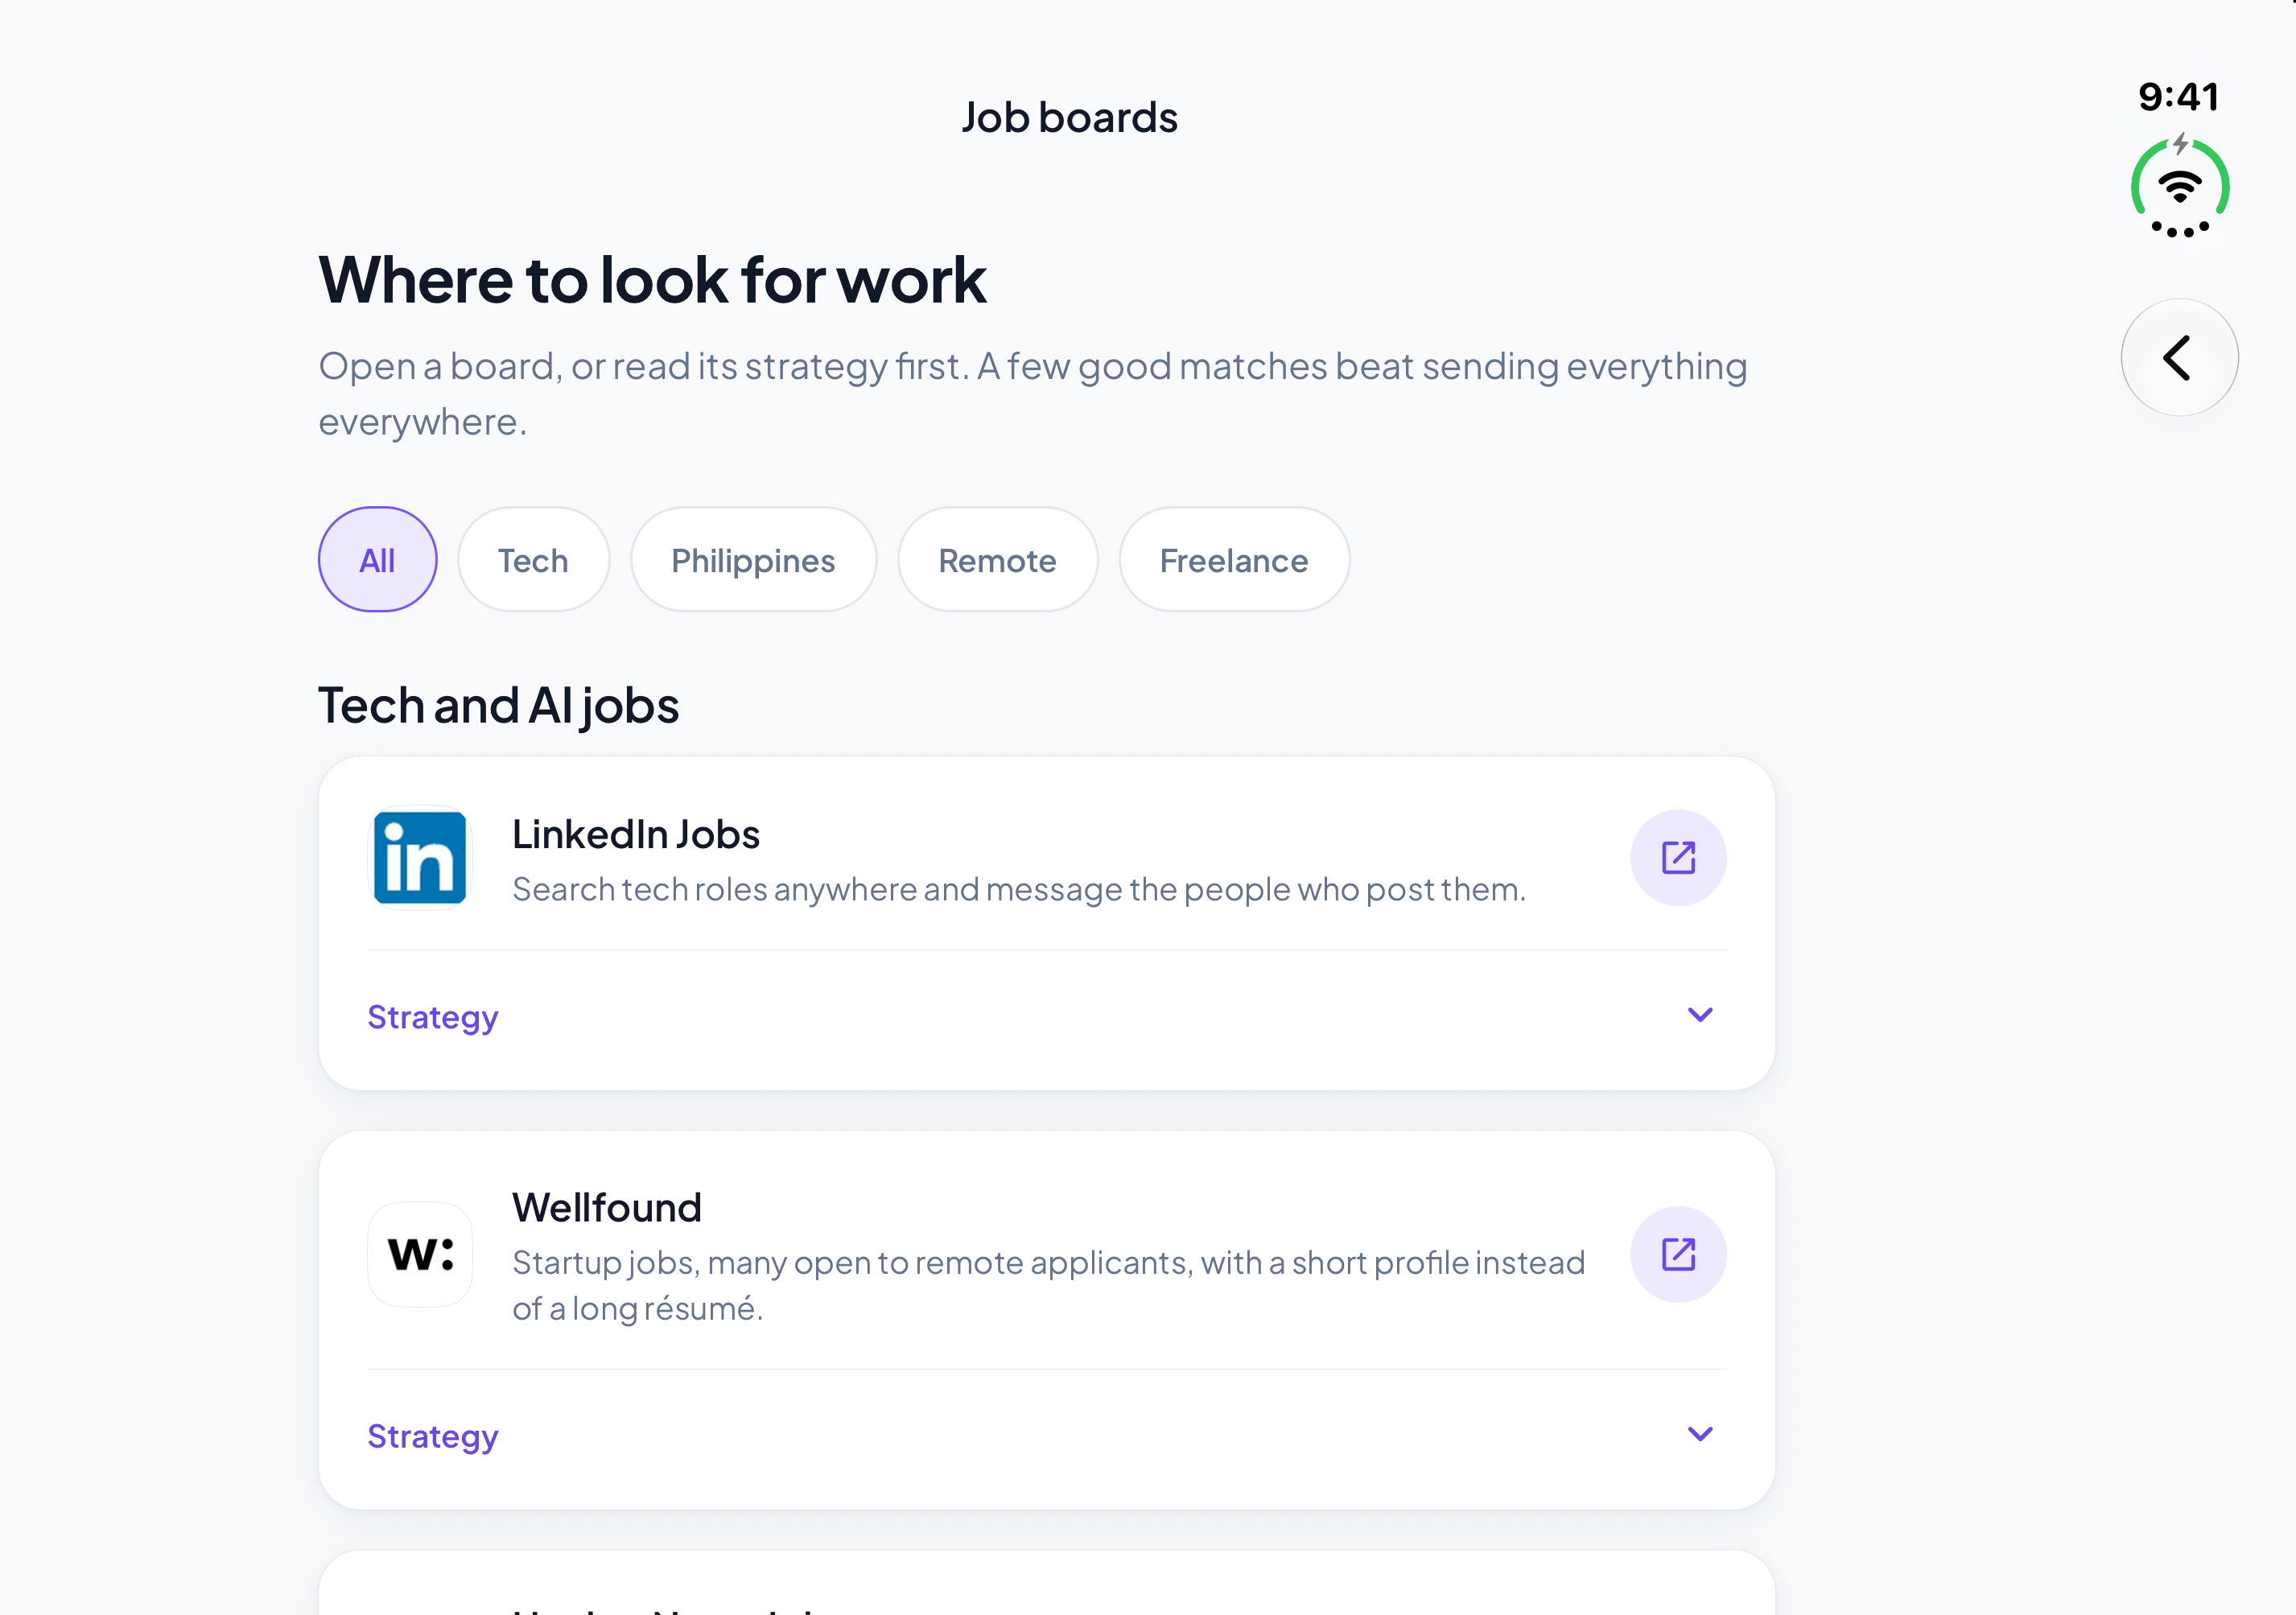 9:41
Job boards
Where to look for work
Open a board, or read its strategy first. A few good matches beat sending everything
everywhere.
All
Tech
Philippines
Remote
Freelance
Tech and AI jobs
in
LinkedIn Jobs
Search tech roles anywhere and message the people who post them.
Strategy
w:
Wellfound
Startup jobs, many open to remote applicants, with a short profile instead
of a long résumé.
Strategy